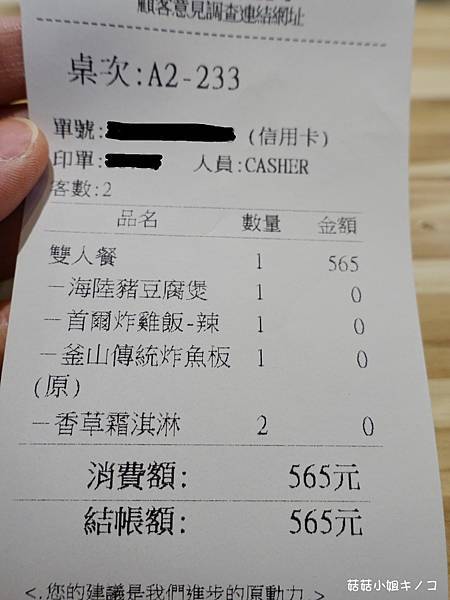 顧客意見調查連結網址
桌次:A2-233
單號: (信用卡)
印單: 人員:CASHER
客數:2
品名 數量 金額
雙人餐 1 565
-海陸豬豆腐煲 1 0
-首爾炸雞飯-辣 1 0
-釜山傳統炸魚板 1 0
(原)
-香草霜淇淋 2 0
消費額: 565元
結帳額: 565元
<.您的建議是我們進步的原動力.>
菇菇小姐キノコ